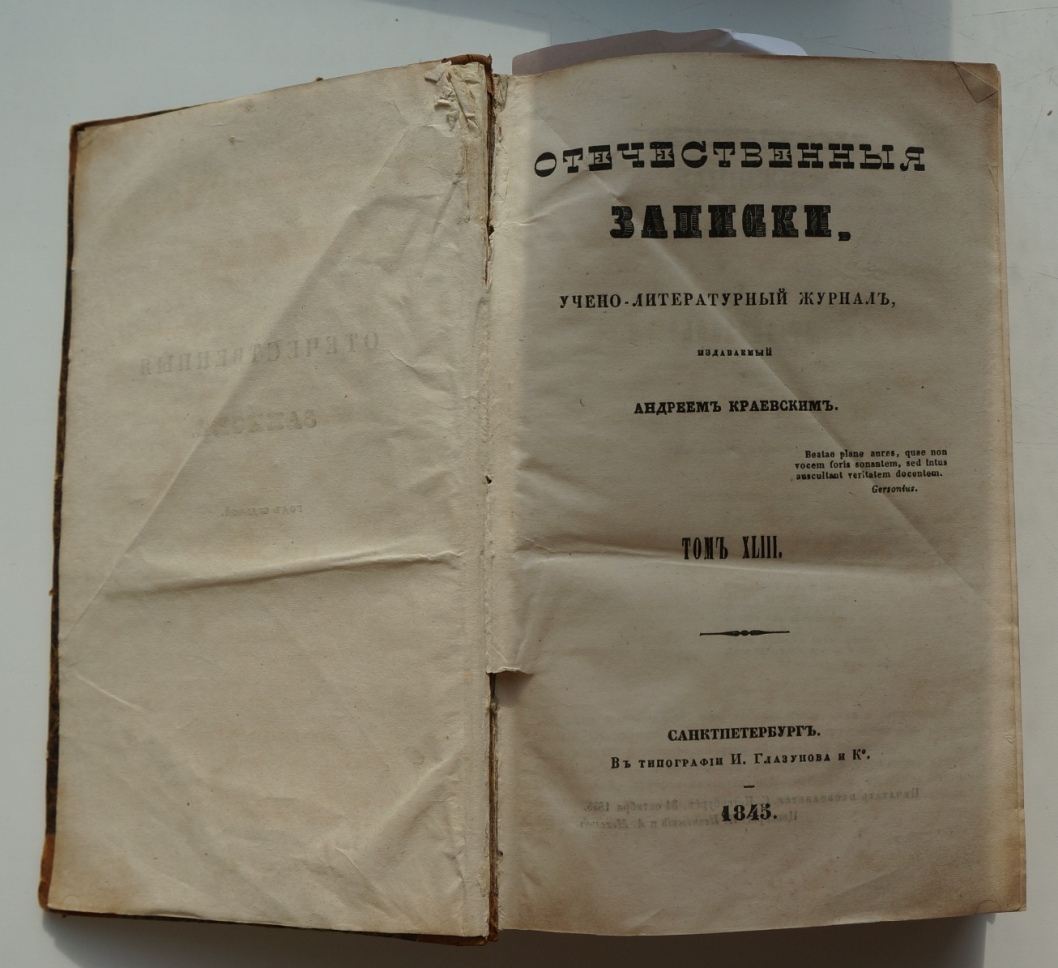 ОТЕЧЕСТВЕННЫЯ
ЗАПИСКИ,
УЧЕНО-ЛИТЕРАТУРНЫЙ ЖУРНАЛЪ,
ИЗДАВАЕМЫЙ
АНДРЕЕМЪ КРАЕВСКИМЪ.
Beatae plane aures, quae non
vocem foris sonantem, sed intus
auscultant veritatem docentem.
Gersonius.
ТОМЪ XLIII.
САНКТПЕТЕРБУРГЪ.
Въ типографіи И. Глазунова и Кº.
1845.